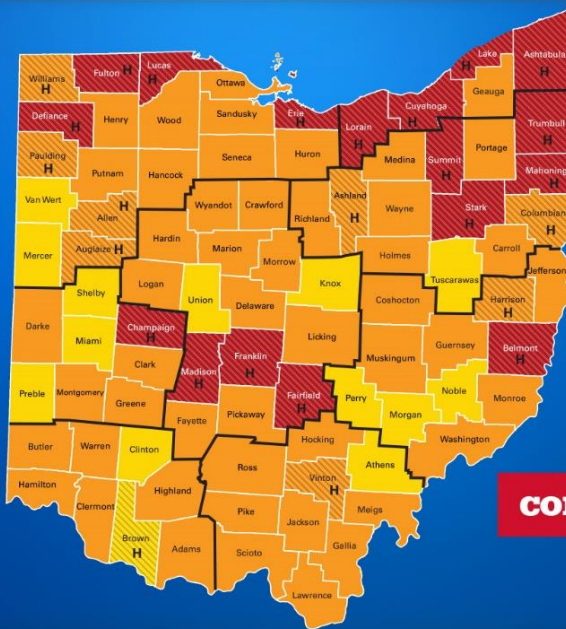 Williams
H
Fulton H
Lucas
H
Ottawa
Lake
H
Ashtabula
H
Geauga
Defiance
H
Henry
Wood
Sandusky
Erie
H
Lorain
H
Cuyahoga
H
Trumbull
H
Paulding
H
Putnam
Hancock
Seneca
Huron
Medina
Summit
H
Portage
Mahoning
H
Van Wert
Allen
H
Wyandot
Crawford
Richland
Ashland
H
Wayne
Stark
H
Columbian
H
Mercer
Auglaize H
Hardin
Marion
Morrow
Holmes
Tuscarawas
Carroll
Jefferson
Shelby
Logan
Union
Delaware
Knox
Coshocton
Harrison
H
Darke
Miami
Champaign
H
Clark
Madison
H
Franklin
H
Licking
Muskingum
Guernsey
Belmont
H
Preble
Montgomery
Greene
Fayette
Pickaway
Fairfield
H
Perry
Morgan
Noble
Monroe
Butler
Warren
Clinton
Hocking
Athens
Washington
Hamilton
Clermont
Highland
Ross
Vinton
H
Brown
H
Adams
Pike
Jackson
Meigs
Scioto
Gallia
Lawrence